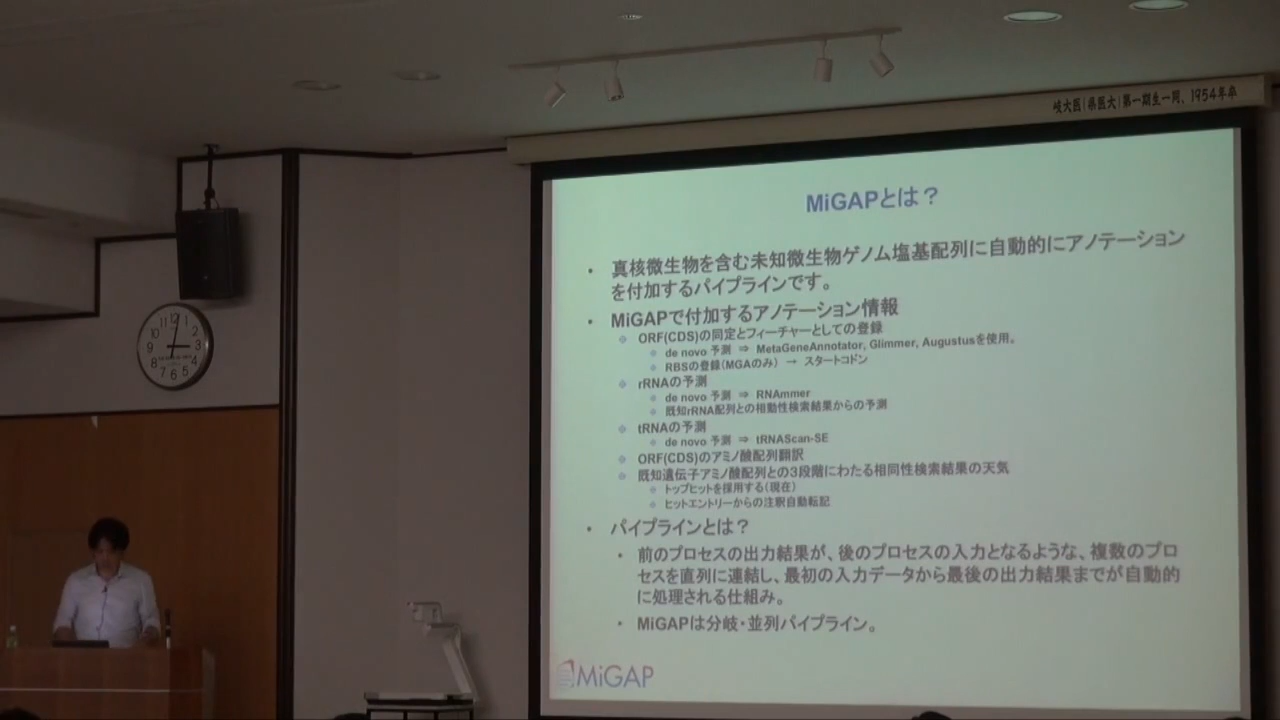 岐大医(県医大)第一期生一同、1954年卒
MiGAPとは？
・ 真核微生物を含む未知微生物ゲノム塩基配列に自動的にアノテーション
を付加するパイプラインです。
・ MiGAPで付加するアノテーション情報
ORF(CDS)の同定とフィーチャーとしての登録
de novo 予測 ⇒ MetaGeneAnnotator, Glimmer, Augustusを使用。
RBSの登録(MGAのみ) → スタートコドン
rRNAの予測
de novo 予測 ⇒ RNAmmer
既知rRNA配列との相動性検索結果からの予測
tRNAの予測
de novo 予測 ⇒ tRNAScan-SE
ORF(CDS)のアミノ酸配列翻訳
既知遺伝子アミノ酸配列との３段階にわたる相同性検索結果の天気
トップヒットを採用する(現在)
ヒットエントリーからの注釈自動転記
・ パイプラインとは？
・ 前のプロセスの出力結果が、後のプロセスの入力となるような、複数のプロ
セスを直列に連結し、最初の入力データから最後の出力結果までが自動的
に処理される仕組み。
・ MiGAPは分岐・並列パイプライン。
MiGAP
12
1
2
3
4
5
6
7
8
9
10
11